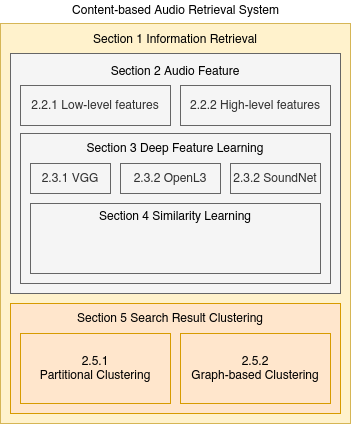 Content-based Audio Retrieval System
Section 1 Information Retrieval
Section 2 Audio Feature
2.2.1 Low-level features
2.2.2 High-level features
Section 3 Deep Feature Learning
2.3.1 VGG
2.3.2 OpenL3
2.3.2 SoundNet
Section 4 Similarity Learning
Section 5 Search Result Clustering
2.5.1
Partitional Clustering
2.5.2
Graph-based Clustering